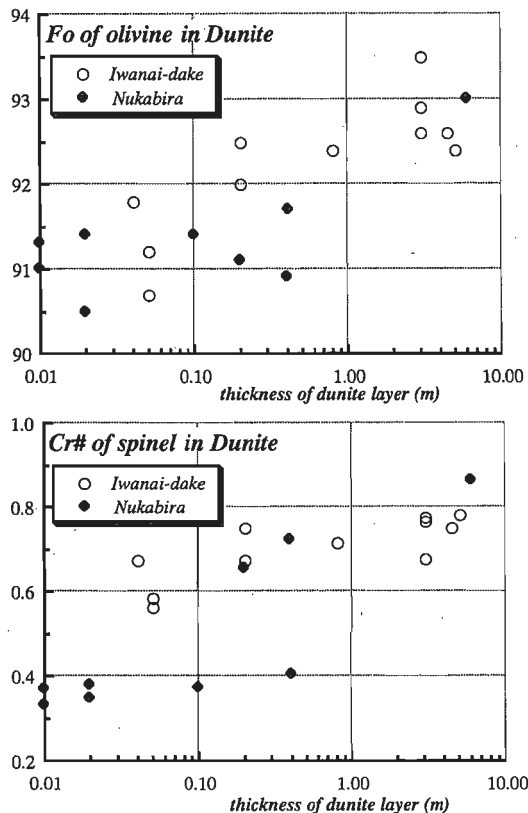 94
Fo of olivine in Dunite
Iwanai-dake
Nukabira
93
92
91
90
0.01 0.10 1.00 10.00
thickness of dunite layer (m)
1.0
Cr# of spinel in Dunite
Iwanai-dake
Nukabira
0.8
0.6
0.4
0.2
0.01 0.10 1.00 10.00
thickness of dunite layer (m)